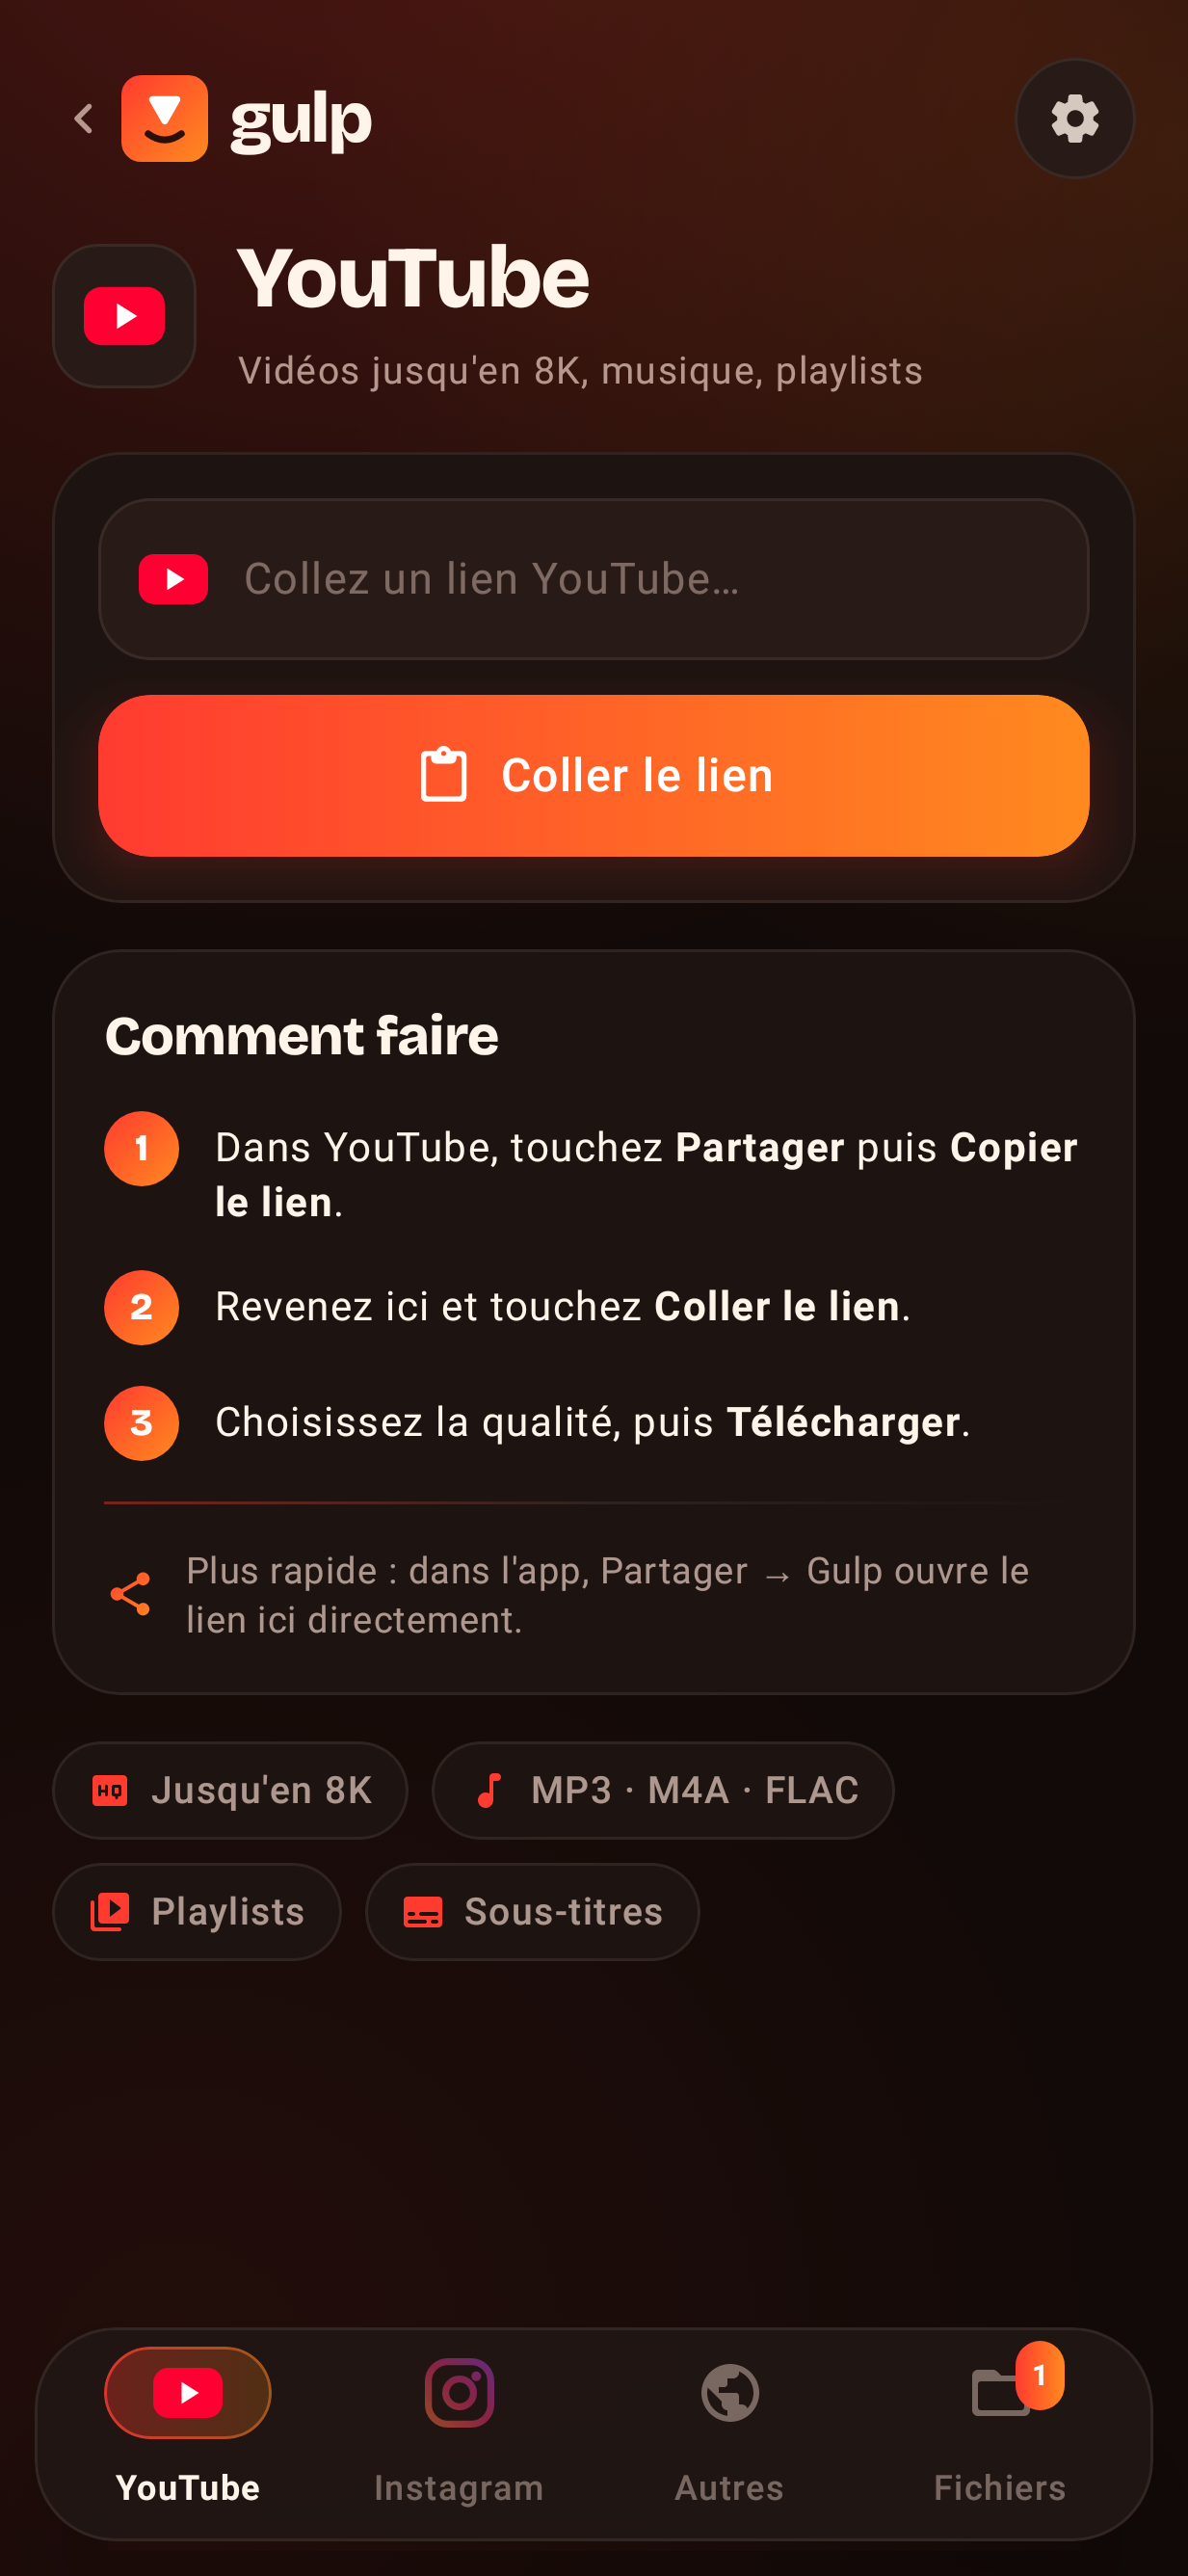 gulp
YouTube
Vidéos jusqu'en 8K, musique, playlists
Collez un lien YouTube…
Coller le lien
Comment faire
1 Dans YouTube, touchez Partager puis Copier
le lien.
2 Revenez ici et touchez Coller le lien.
3 Choisissez la qualité, puis Télécharger.
Plus rapide : dans l'app, Partager → Gulp ouvre le
lien ici directement.
HQ Jusqu'en 8K
MP3 · M4A · FLAC
Playlists
Sous-titres
1
YouTube
Instagram
Autres
Fichiers